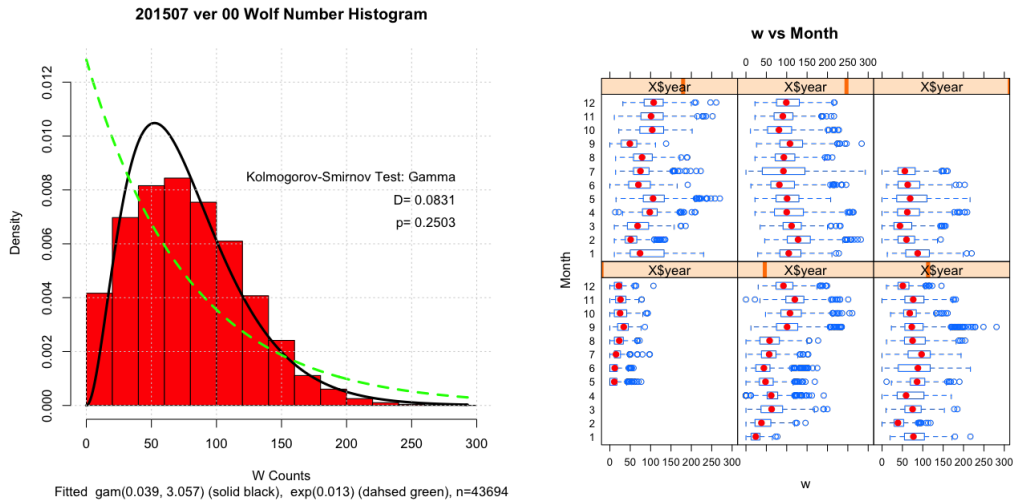 201507 ver 00 Wolf Number Histogram
0.012
0.010
0.008
0.006
0.004
0.002
0.000
Density
Kolmogorov-Smirnov Test: Gamma
D= 0.0831
p= 0.2503
0 50 100 150 200 250 300
W Counts
Fitted gam(0.039, 3.057) (solid black), exp(0.013) (dahsed green), n=43694
w vs Month
0 50 100 150 200 250 300
X$year X$year X$year
12
11
10
9
8
7
6
5
4
3
2
1
Month
X$year X$year X$year
12
11
10
9
8
7
6
5
4
3
2
1
0 50 100 150 200 250 300 0 50 100 150 200 250 300
w